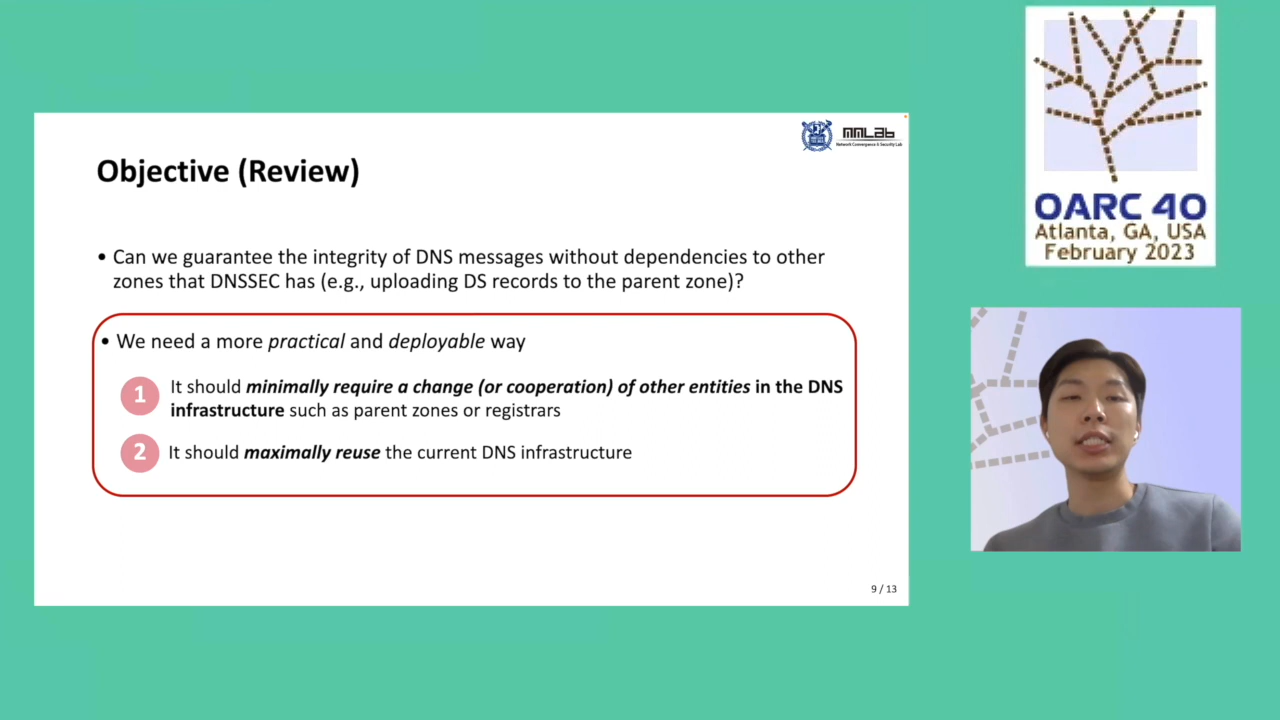 MMLab
Network Convergence & Security Lab
Objective (Review)
• Can we guarantee the integrity of DNS messages without dependencies to other
zones that DNSSEC has (e.g., uploading DS records to the parent zone)?
• We need a more practical and deployable way
1 It should minimally require a change (or cooperation) of other entities in the DNS
infrastructure such as parent zones or registrars
2 It should maximally reuse the current DNS infrastructure
9 / 13
OARC 40
Atlanta, GA, USA
February 2023